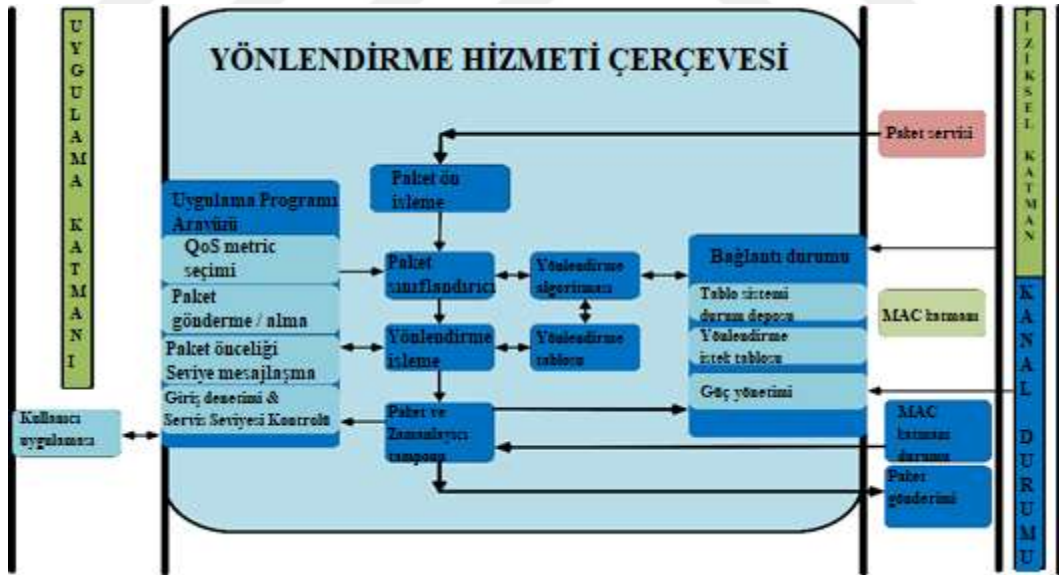 UYGULAMA KATMANI
YÖNLENDİRME HİZMETİ ÇERÇEVESİ
FİZİKSEL KATMAN
Paket servisi
Paket ön
işleme
Uygulama Programı
Arayüzü
QoS metric
seçimi
Paket
gönderme / alma
Paket önceliği
Seviye mesajlaşma
Giriş denetimi &
Servis Seviyesi Kontrolü
Kullanıcı
uygulaması
Paket
sınıflandırici
Yönlendirme
algoritması
Yönlendirme
işleme
Yönlendirme
tablosu
Paket ve
Zamanlayıcı
tamponu
Bağlantı durumu
Tablo sistemi
durum deposu
Yönlendirme
istek tablosu
Güç yönetimi
MAC katmanı
MAC
katmanı
durumu
Paket
gönderimi
KANAL DURUMU